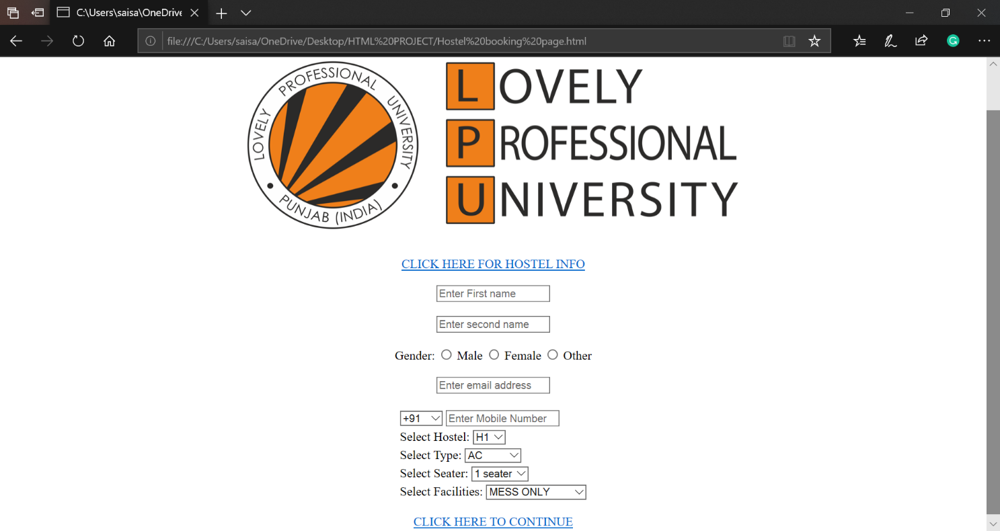 C:\Users\saisa\OneDrive
file:///C:/Users/saisa/OneDrive/Desktop/HTML%20PROJECT/Hostel%20booking%20page.html
G
LOVELY PROFESSIONAL UNIVERSITY
PUNJAB (INDIA)
LOVELY
PROFESSIONAL
UNIVERSITY
CLICK HERE FOR HOSTEL INFO
Enter First name
Enter second name
Gender: Male Female Other
Enter email address
+91 Enter Mobile Number
Select Hostel: H1
Select Type: AC
Select Seater: 1 seater
Select Facilities: MESS ONLY
CLICK HERE TO CONTINUE